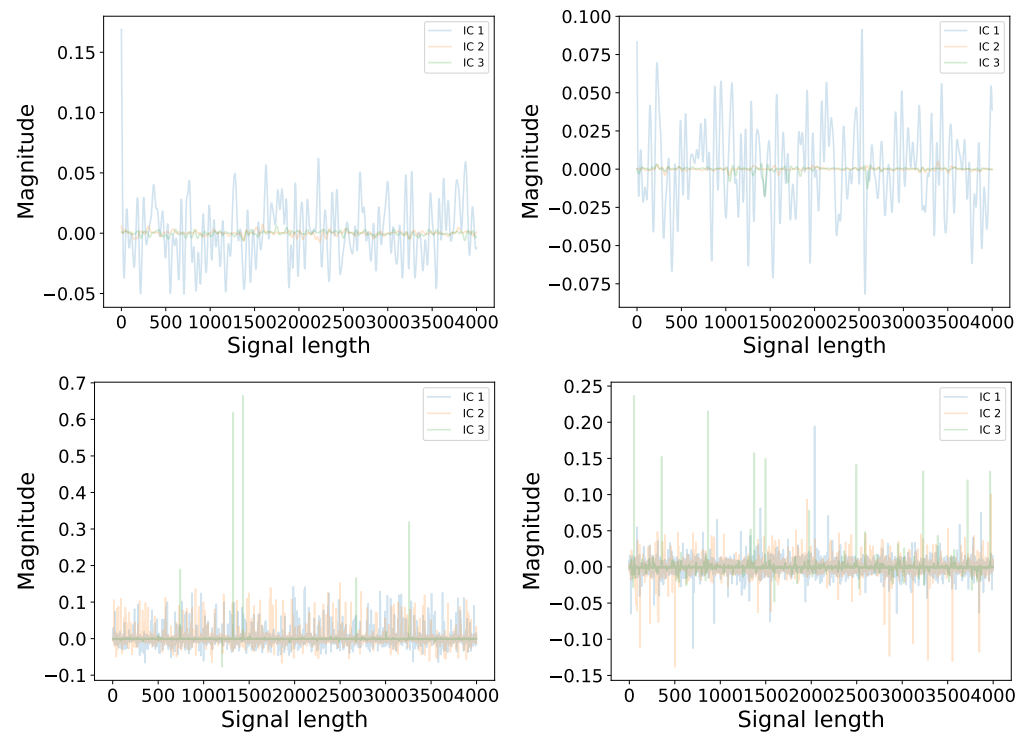 IC 1
IC 2
IC 3
0.15
0.10
0.05
0.00
−0.05
Magnitude
0 500 1000 1500 2000 2500 3000 3500 4000
Signal length
IC 1
IC 2
IC 3
0.100
0.075
0.050
0.025
0.000
−0.025
−0.050
−0.075
Magnitude
0 500 1000 1500 2000 2500 3000 3500 4000
Signal length
IC 1
IC 2
IC 3
0.7
0.6
0.5
0.4
0.3
0.2
0.1
0.0
−0.1
Magnitude
0 500 1000 1500 2000 2500 3000 3500 4000
Signal length
IC 1
IC 2
IC 3
0.25
0.20
0.15
0.10
0.05
0.00
−0.05
−0.10
−0.15
Magnitude
0 500 1000 1500 2000 2500 3000 3500 4000
Signal length